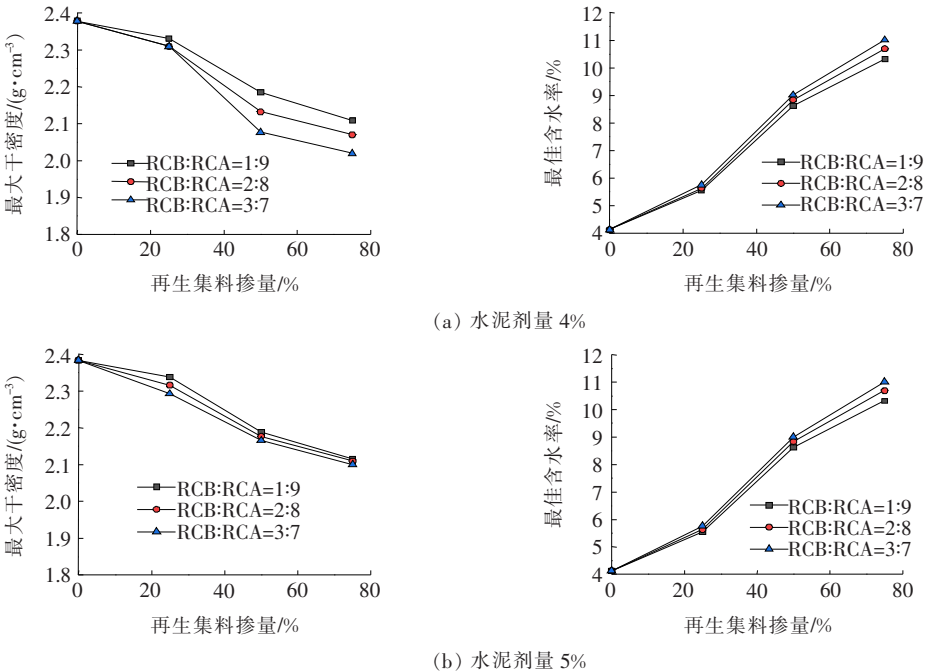 2.4
2.3
2.2
2.1
2.0
1.9
1.8
最大干密度/(g·cm⁻³)
RCB:RCA=1:9
RCB:RCA=2:8
RCB:RCA=3:7
0 20 40 60 80
再生集料掺量/%
12
11
10
9
8
7
6
5
4
最佳含水率/%
RCB:RCA=1:9
RCB:RCA=2:8
RCB:RCA=3:7
0 20 40 60 80
再生集料掺量/%
(a) 水泥剂量 4%
2.4
2.3
2.2
2.1
2.0
1.9
1.8
最大干密度/(g·cm⁻³)
RCB:RCA=1:9
RCB:RCA=2:8
RCB:RCA=3:7
0 20 40 60 80
再生集料掺量/%
12
11
10
9
8
7
6
5
4
最佳含水率/%
RCB:RCA=1:9
RCB:RCA=2:8
RCB:RCA=3:7
0 20 40 60 80
再生集料掺量/%
(b) 水泥剂量 5%